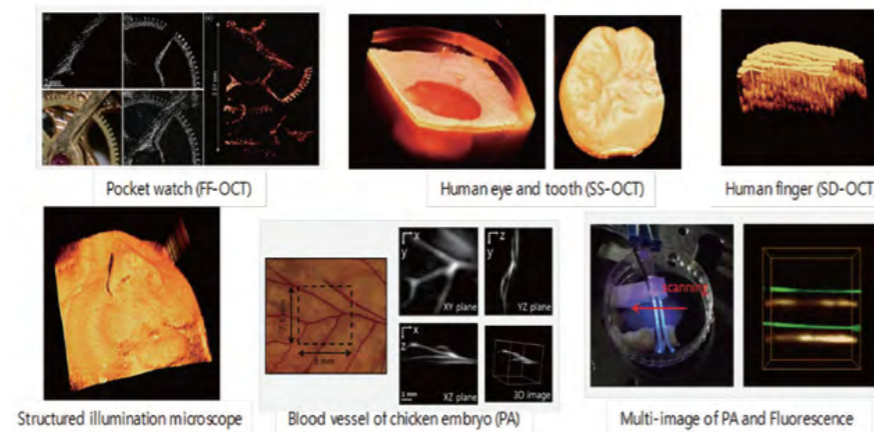 (a)
(b)
(c)
Pocket watch (FF-OCT)
Human eye and tooth (SS-OCT)
Human finger (SD-OCT)
x
y
XY plane
z
y
YZ plane
x
z
XZ plane
1 mm
3D image
scanning
Structured illumination microscope
Blood vessel of chicken embryo (PA)
Multi-image of PA and Fluorescence